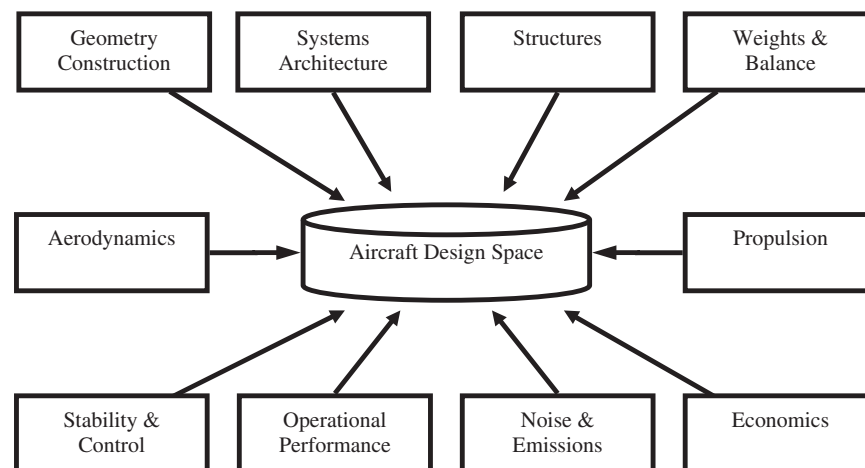 Geometry
Construction
Systems
Architecture
Structures
Weights &
Balance
Aerodynamics
Aircraft Design Space
Propulsion
Stability &
Control
Operational
Performance
Noise &
Emissions
Economics